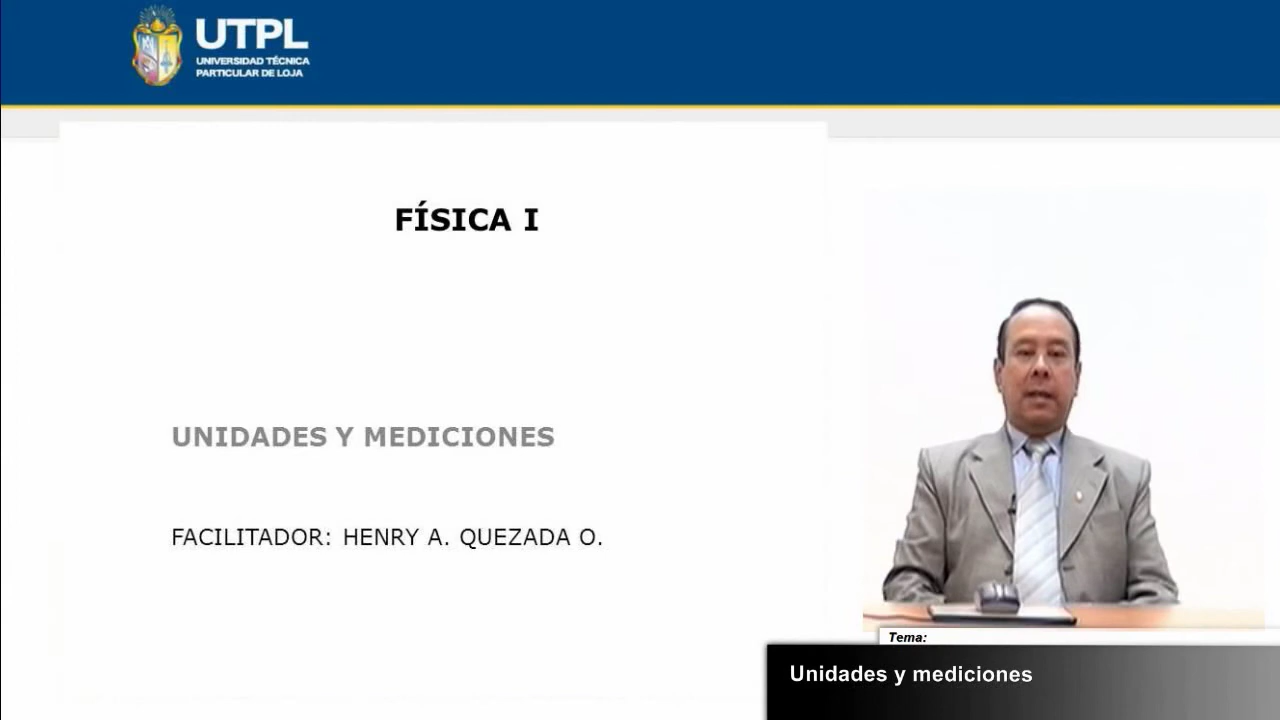 UTPL
UNIVERSIDAD TÉCNICA
PARTICULAR DE LOJA
FÍSICA I
UNIDADES Y MEDICIONES
FACILITADOR: HENRY A. QUEZADA O.
Tema:
Unidades y mediciones